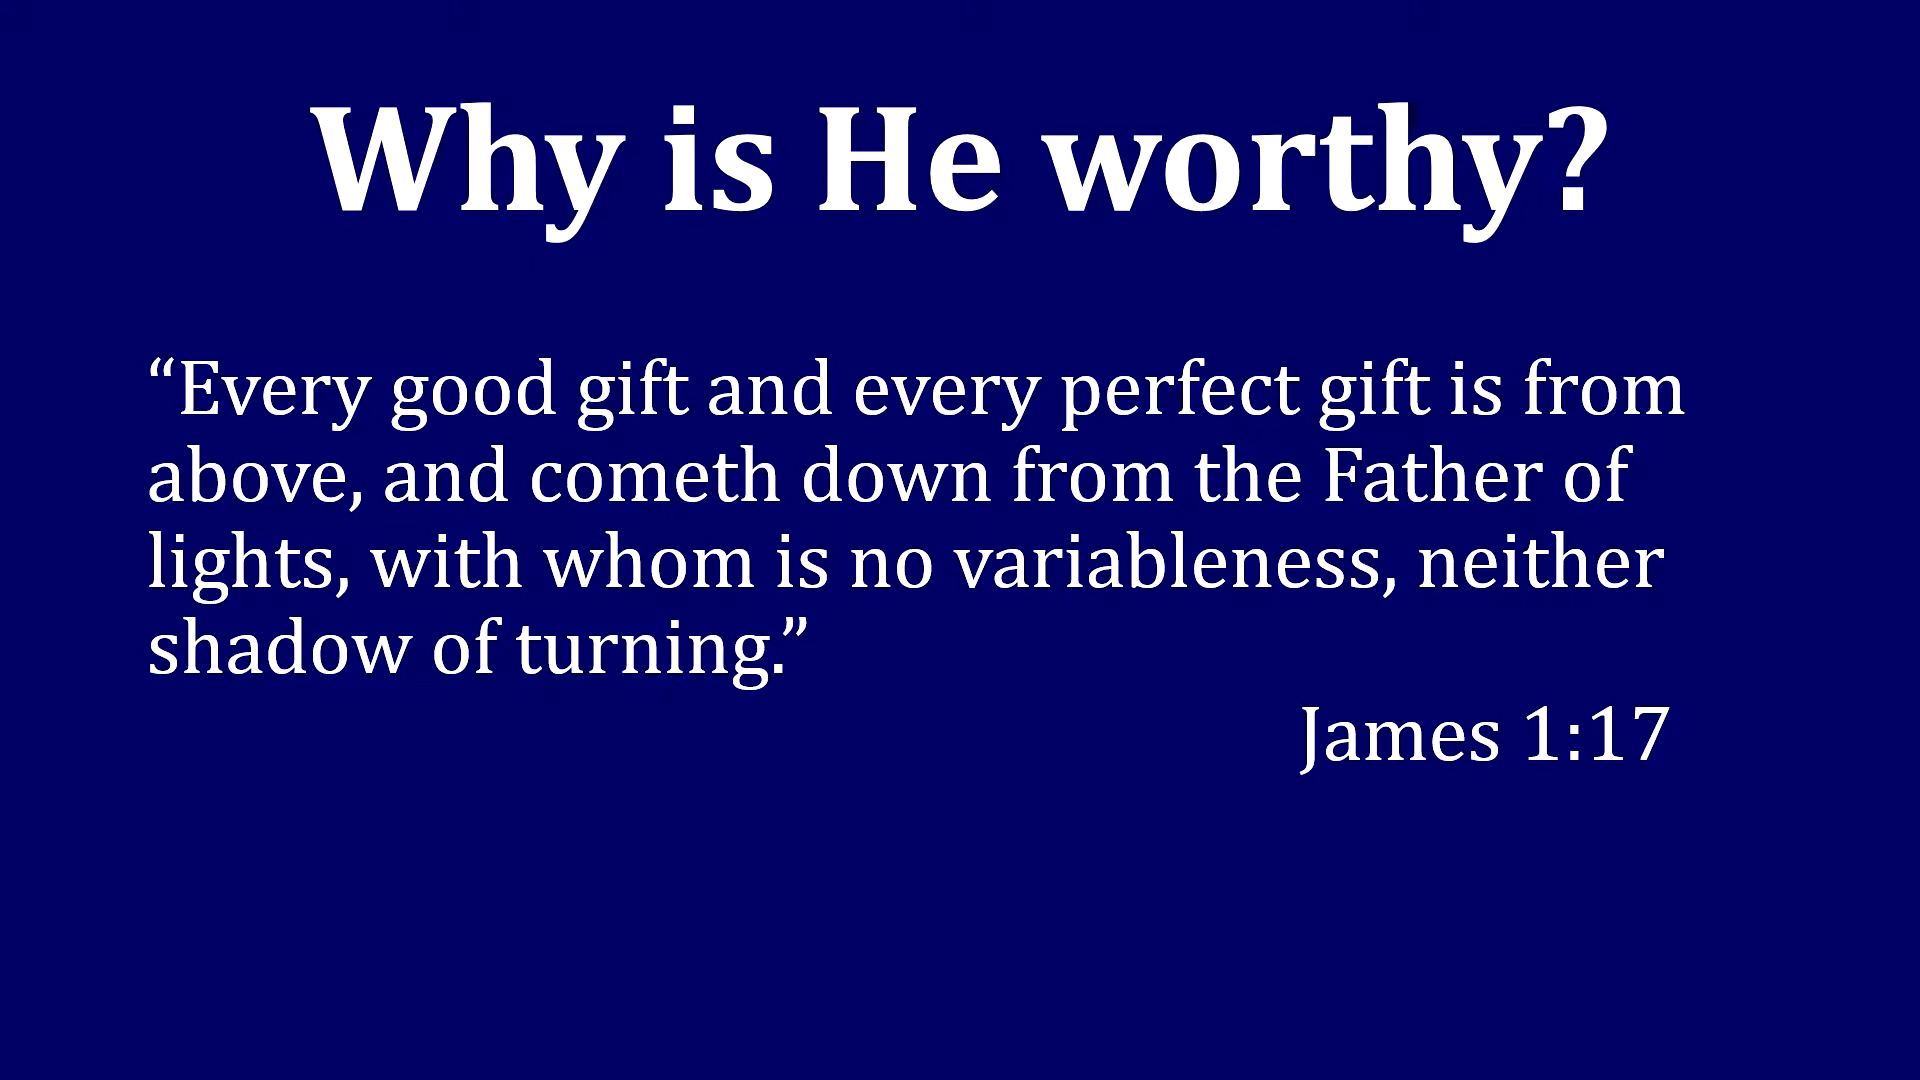 Why is He worthy?
“Every good gift and every perfect gift is from
above, and cometh down from the Father of
lights, with whom is no variableness, neither
shadow of turning.”
James 1:17